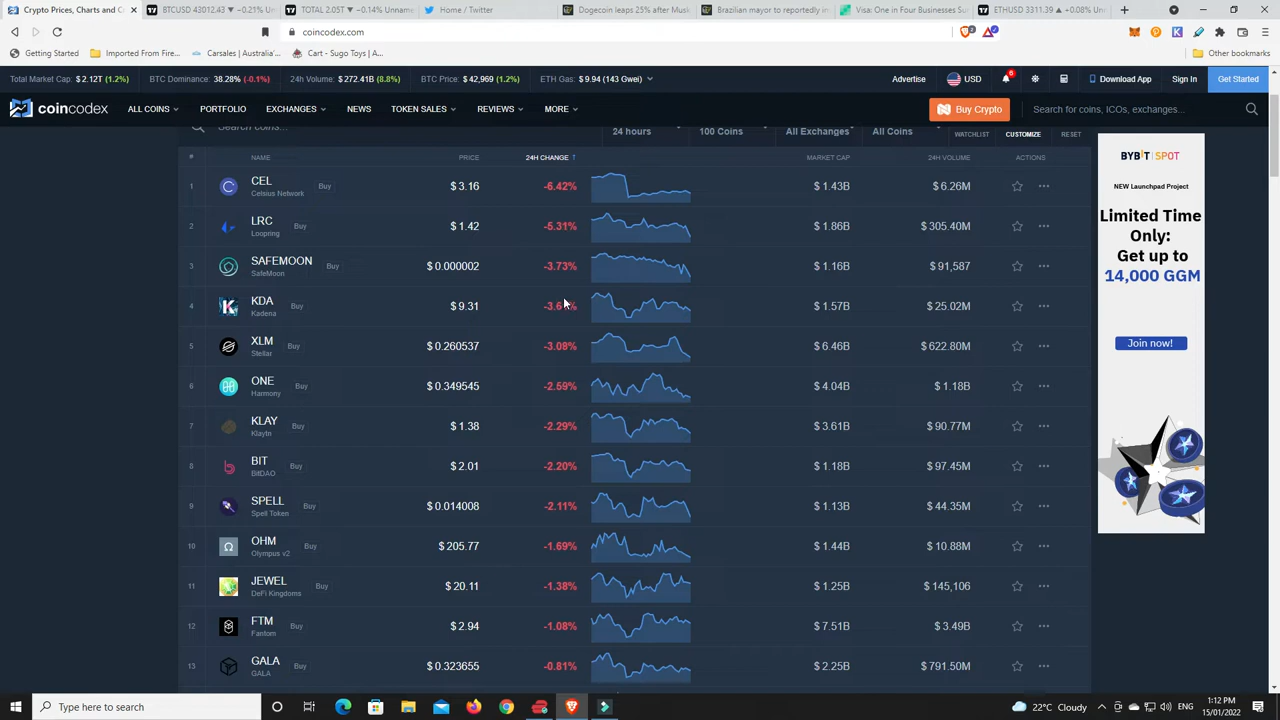 Crypto Prices, Charts and Cr
BTCUSD 43012.43 ▼ −0.21% Un
TOTAL 2.05T ▼ −0.14% Unname
Home / Twitter
Dogecoin leaps 25% after Musk
Brazilian mayor to reportedly in
Visa: One in Four Businesses Su
ETHUSD 3311.39 ▲ +0.08% Un
coincodex.com
Getting Started
Imported From Fire...
Carsales | Australia'...
Cart - Sugo Toys | A...
Other bookmarks
Total Market Cap: $ 2.12T (1.2%)
BTC Dominance: 38.28% (-0.1%)
24h Volume: $ 272.41B (8.8%)
BTC Price: $ 42,969 (1.2%)
ETH Gas: $ 9.94 (143 Gwei)
Advertise
USD
6
Download App
Sign In
Get Started
coincodex
ALL COINS
PORTFOLIO
EXCHANGES
NEWS
TOKEN SALES
REVIEWS
MORE
Buy Crypto
Search for coins, ICOs, exchanges...
Search coins...
24 hours
100 Coins
All Exchanges
All Coins
WATCHLIST
CUSTOMIZE
RESET
# NAME PRICE 24H CHANGE ↑ MARKET CAP 24H VOLUME ACTIONS
1 CEL Buy $ 3.16 -6.42% $ 1.43B $ 6.26M
Celsius Network
2 LRC Buy $ 1.42 -5.31% $ 1.86B $ 305.40M
Loopring
3 SAFEMOON Buy $ 0.000002 -3.73% $ 1.16B $ 91,587
SafeMoon
4 KDA Buy $ 9.31 $ 1.57B $ 25.02M
Kadena
5 XLM Buy $ 0.260537 -3.08% $ 6.46B $ 622.80M
Stellar
6 ONE Buy $ 0.349545 -2.59% $ 4.04B $ 1.18B
Harmony
7 KLAY Buy $ 1.38 -2.29% $ 3.61B $ 90.77M
Klaytn
8 BIT Buy $ 2.01 -2.20% $ 1.18B $ 97.45M
BitDAO
9 SPELL Buy $ 0.014008 -2.11% $ 1.13B $ 44.35M
Spell Token
10 OHM Buy $ 205.77 -1.69% $ 1.44B $ 10.88M
Olympus v2
11 JEWEL Buy $ 20.11 -1.38% $ 1.25B $ 145,106
DeFi Kingdoms
12 FTM Buy $ 2.94 -1.08% $ 7.51B $ 3.49B
Fantom
13 GALA Buy $ 0.323655 -0.81% $ 2.25B $ 791.50M
GALA
BYBIT | SPOT
NEW Launchpad Project
Limited Time
Only:
Get up to
14,000 GGM
Join now!
Type here to search
22°C Cloudy
ENG
1:12 PM
15/01/2022